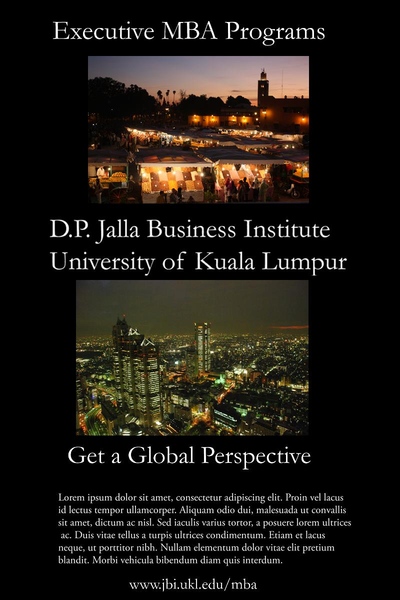 Executive MBA Programs
D.P. Jalla Business Institute
University of Kuala Lumpur
Get a Global Perspective
Lorem ipsum dolor sit amet, consectetur adipiscing elit. Proin vel lacus
id lectus tempor ullamcorper. Aliquam odio dui, malesuada ut convallis
sit amet, dictum ac nisl. Sed iaculis varius tortor, a posuere lorem ultrices
ac. Duis vitae tellus a turpis ultrices condimentum. Etiam et lacus
neque, ut porttitor nibh. Nullam elementum dolor vitae elit pretium
blandit. Morbi vehicula bibendum diam quis interdum.
www.jbi.ukl.edu/mba